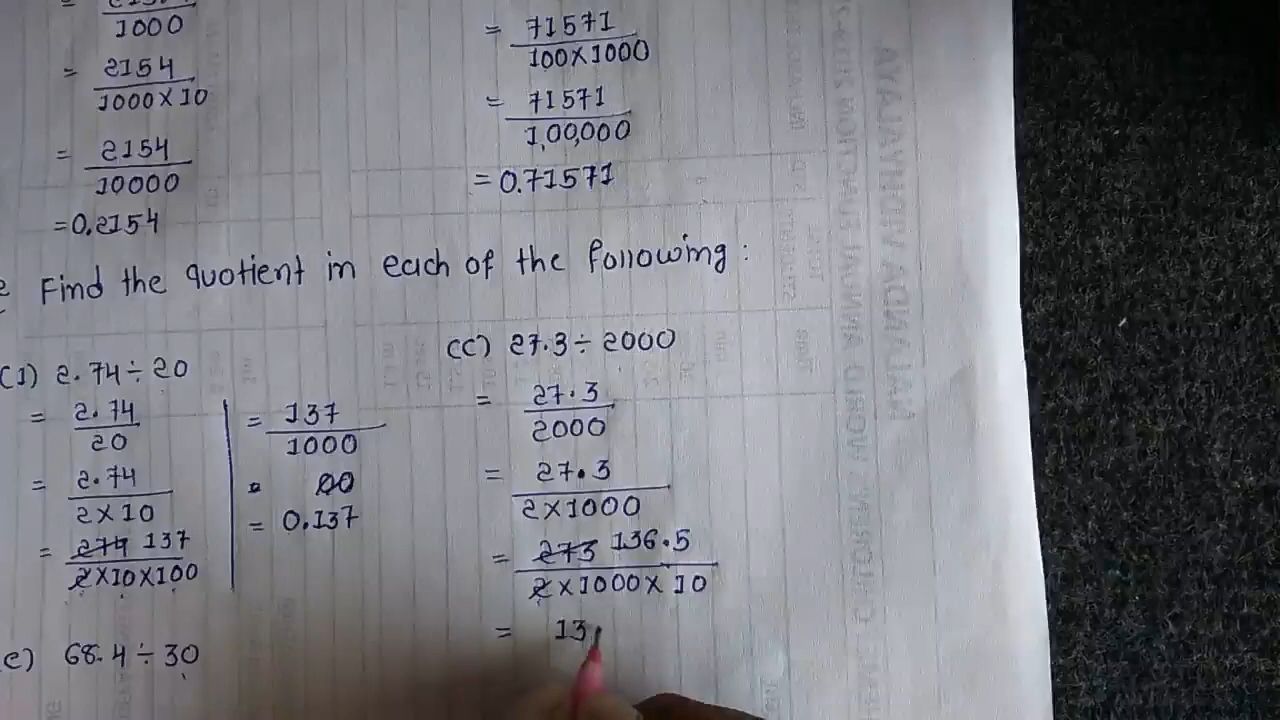 1000
= 2154
1000 × 10
= 2154
10000
= 0.2154
= 71571
100 × 1000
= 71571
1,00,000
= 0.71571
Find the quotient in each of the following :
(1) 2.74 ÷ 20
= 2.74
20
= 2.74
2 × 10
= 274 137
2 × 10 × 100
= 137
1000
= 0.137
(c) 27.3 ÷ 2000
= 27.3
2000
= 27.3
2 × 1000
= 273 136.5
2 × 1000 × 10
= 13
e) 68.4 ÷ 30